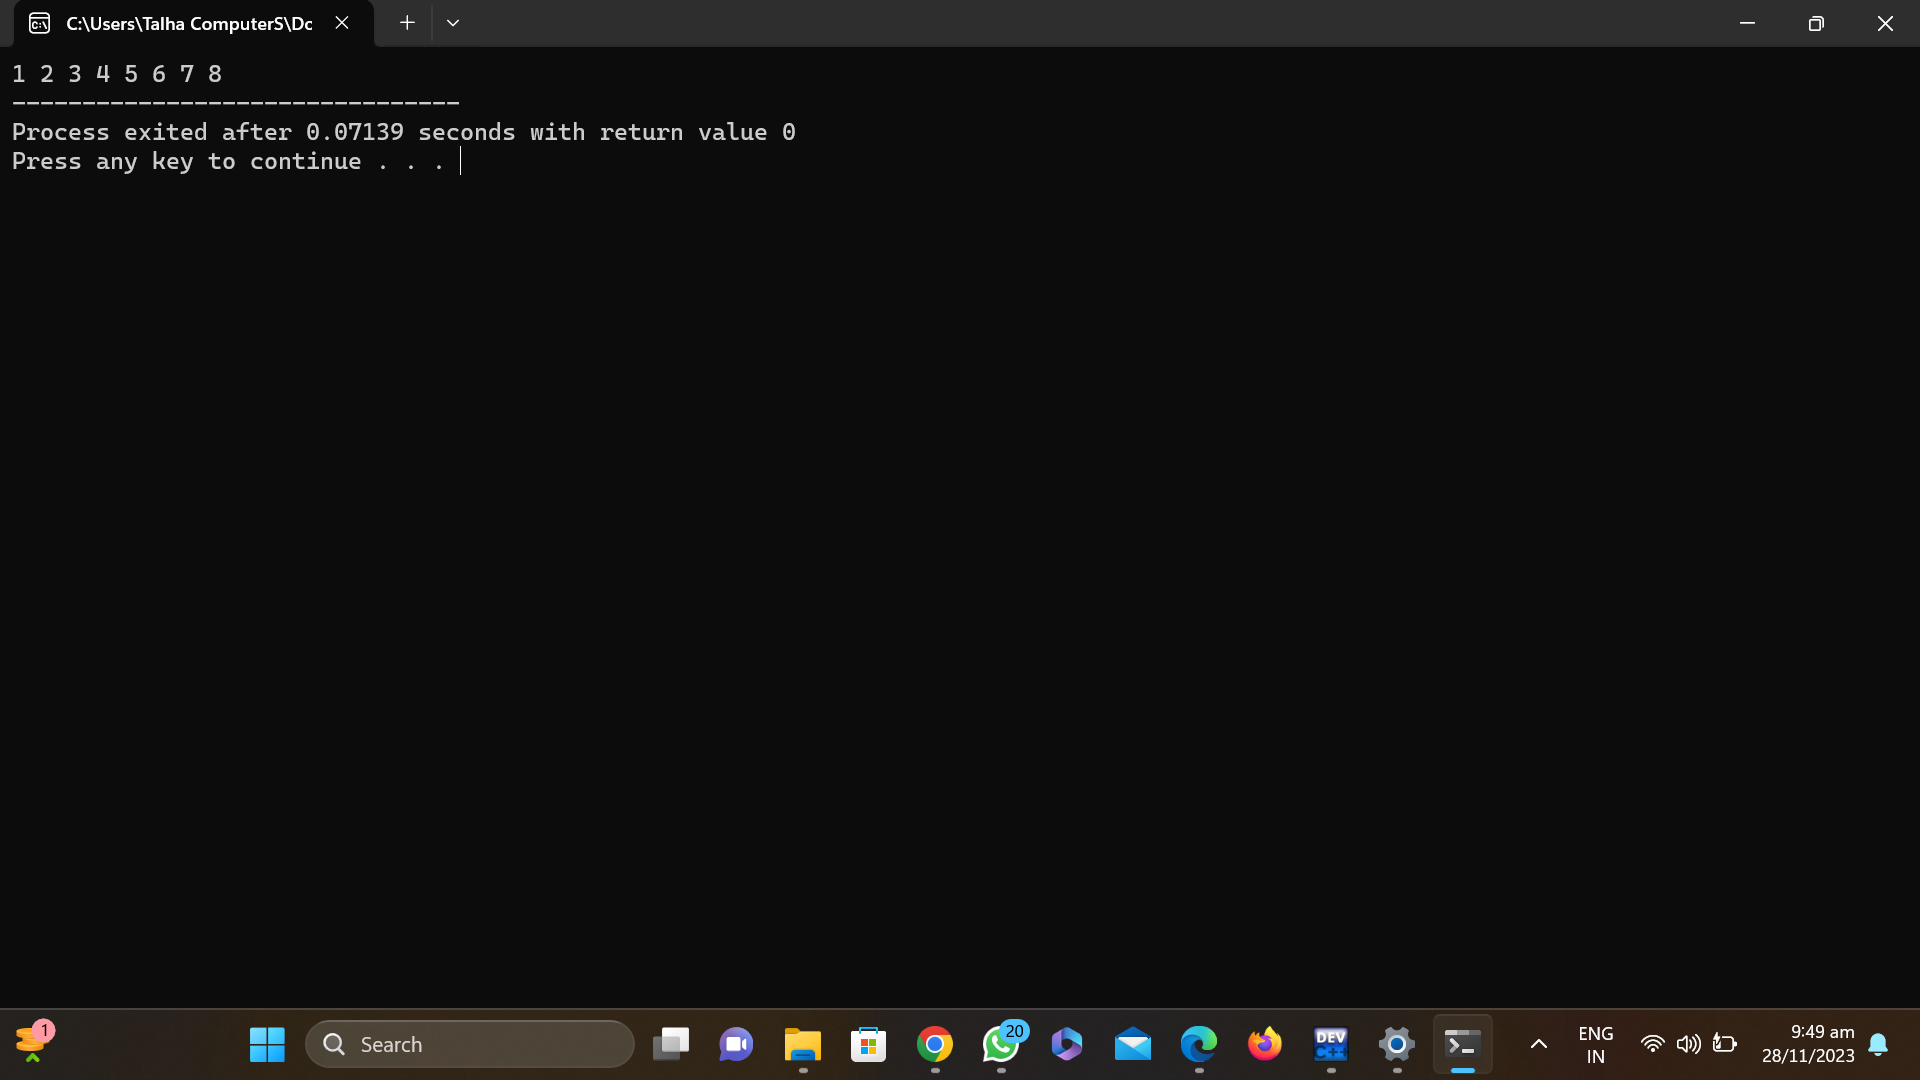 C:\Users\Talha ComputerS\Dc
1 2 3 4 5 6 7 8
--------------------------------
Process exited after 0.07139 seconds with return value 0
Press any key to continue . . .
1
Search
20
DEV
C++
ENG
IN
9:49 am
28/11/2023